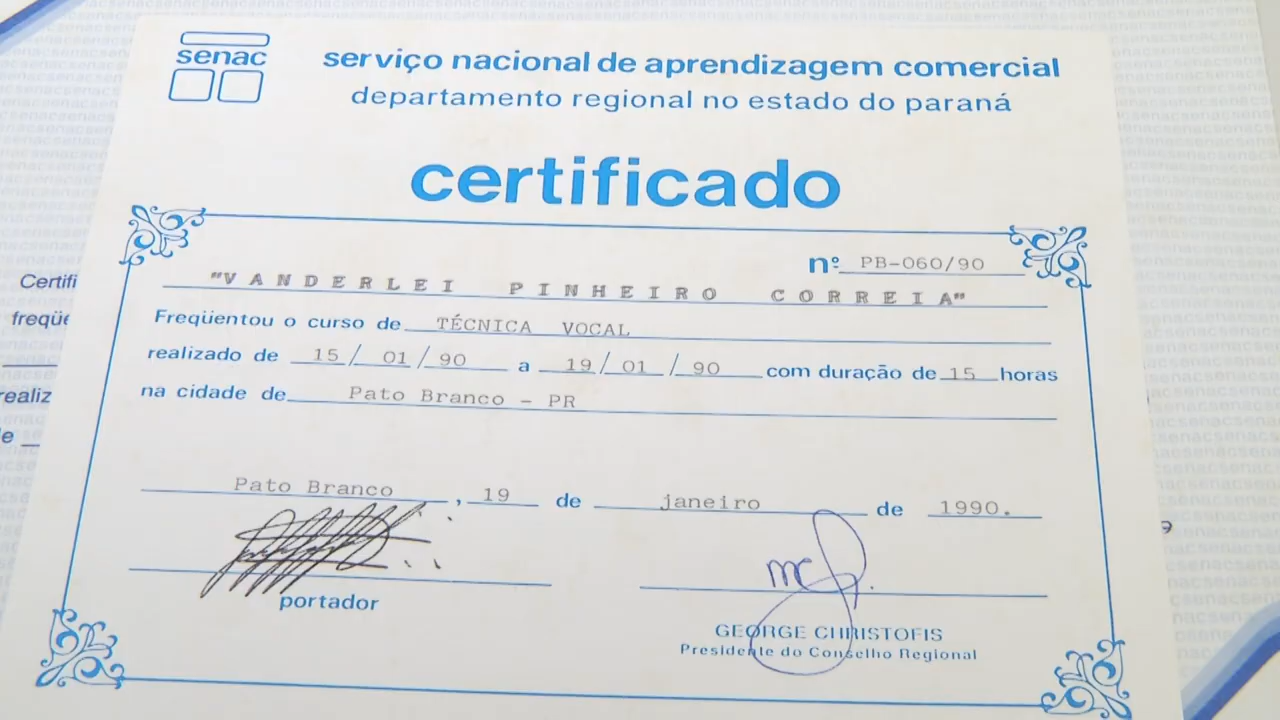 senac
serviço nacional de aprendizagem comercial
departamento regional no estado do paraná
certificado
nº PB-060/90
"VANDERLEI PINHEIRO CORREIA"
Freqüentou o curso de TÉCNICA VOCAL
realizado de 15/ 01 / 90 a 19/ 01 / 90 com duração de 15 horas
na cidade de Pato Branco - PR
Pato Branco, 19 de janeiro de 1990.
portador
GEORGE CHRISTOFIS
Presidente do Conselho Regional
Certifi
freqüe
realiz